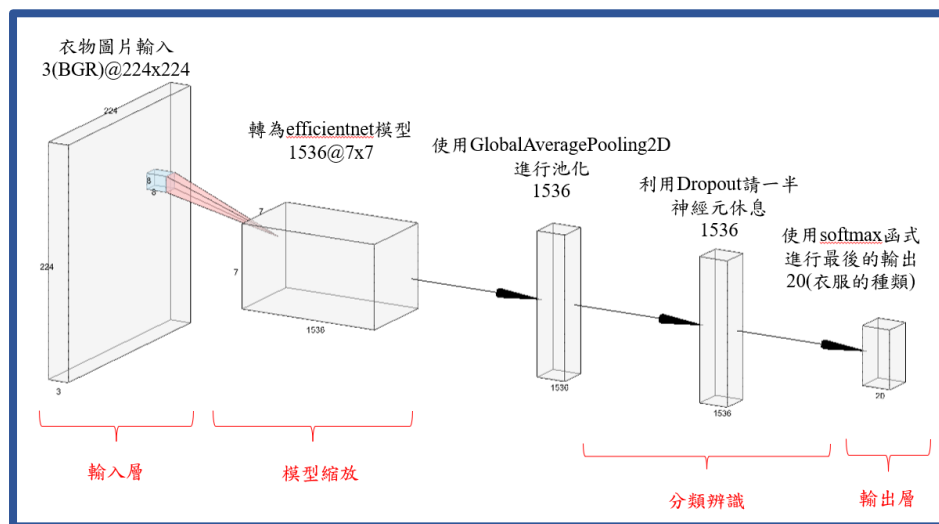 衣物圖片輸入
3(BGR)@224x224
224
224
3
8
8
轉為efficientnet模型
1536@7x7
7
7
1536
使用GlobalAveragePooling2D
進行池化
1536
1536
利用Dropout請一半
神經元休息
1536
1536
使用softmax函式
進行最後的輸出
20(衣服的種類)
20
輸入層
模型縮放
分類辨識
輸出層